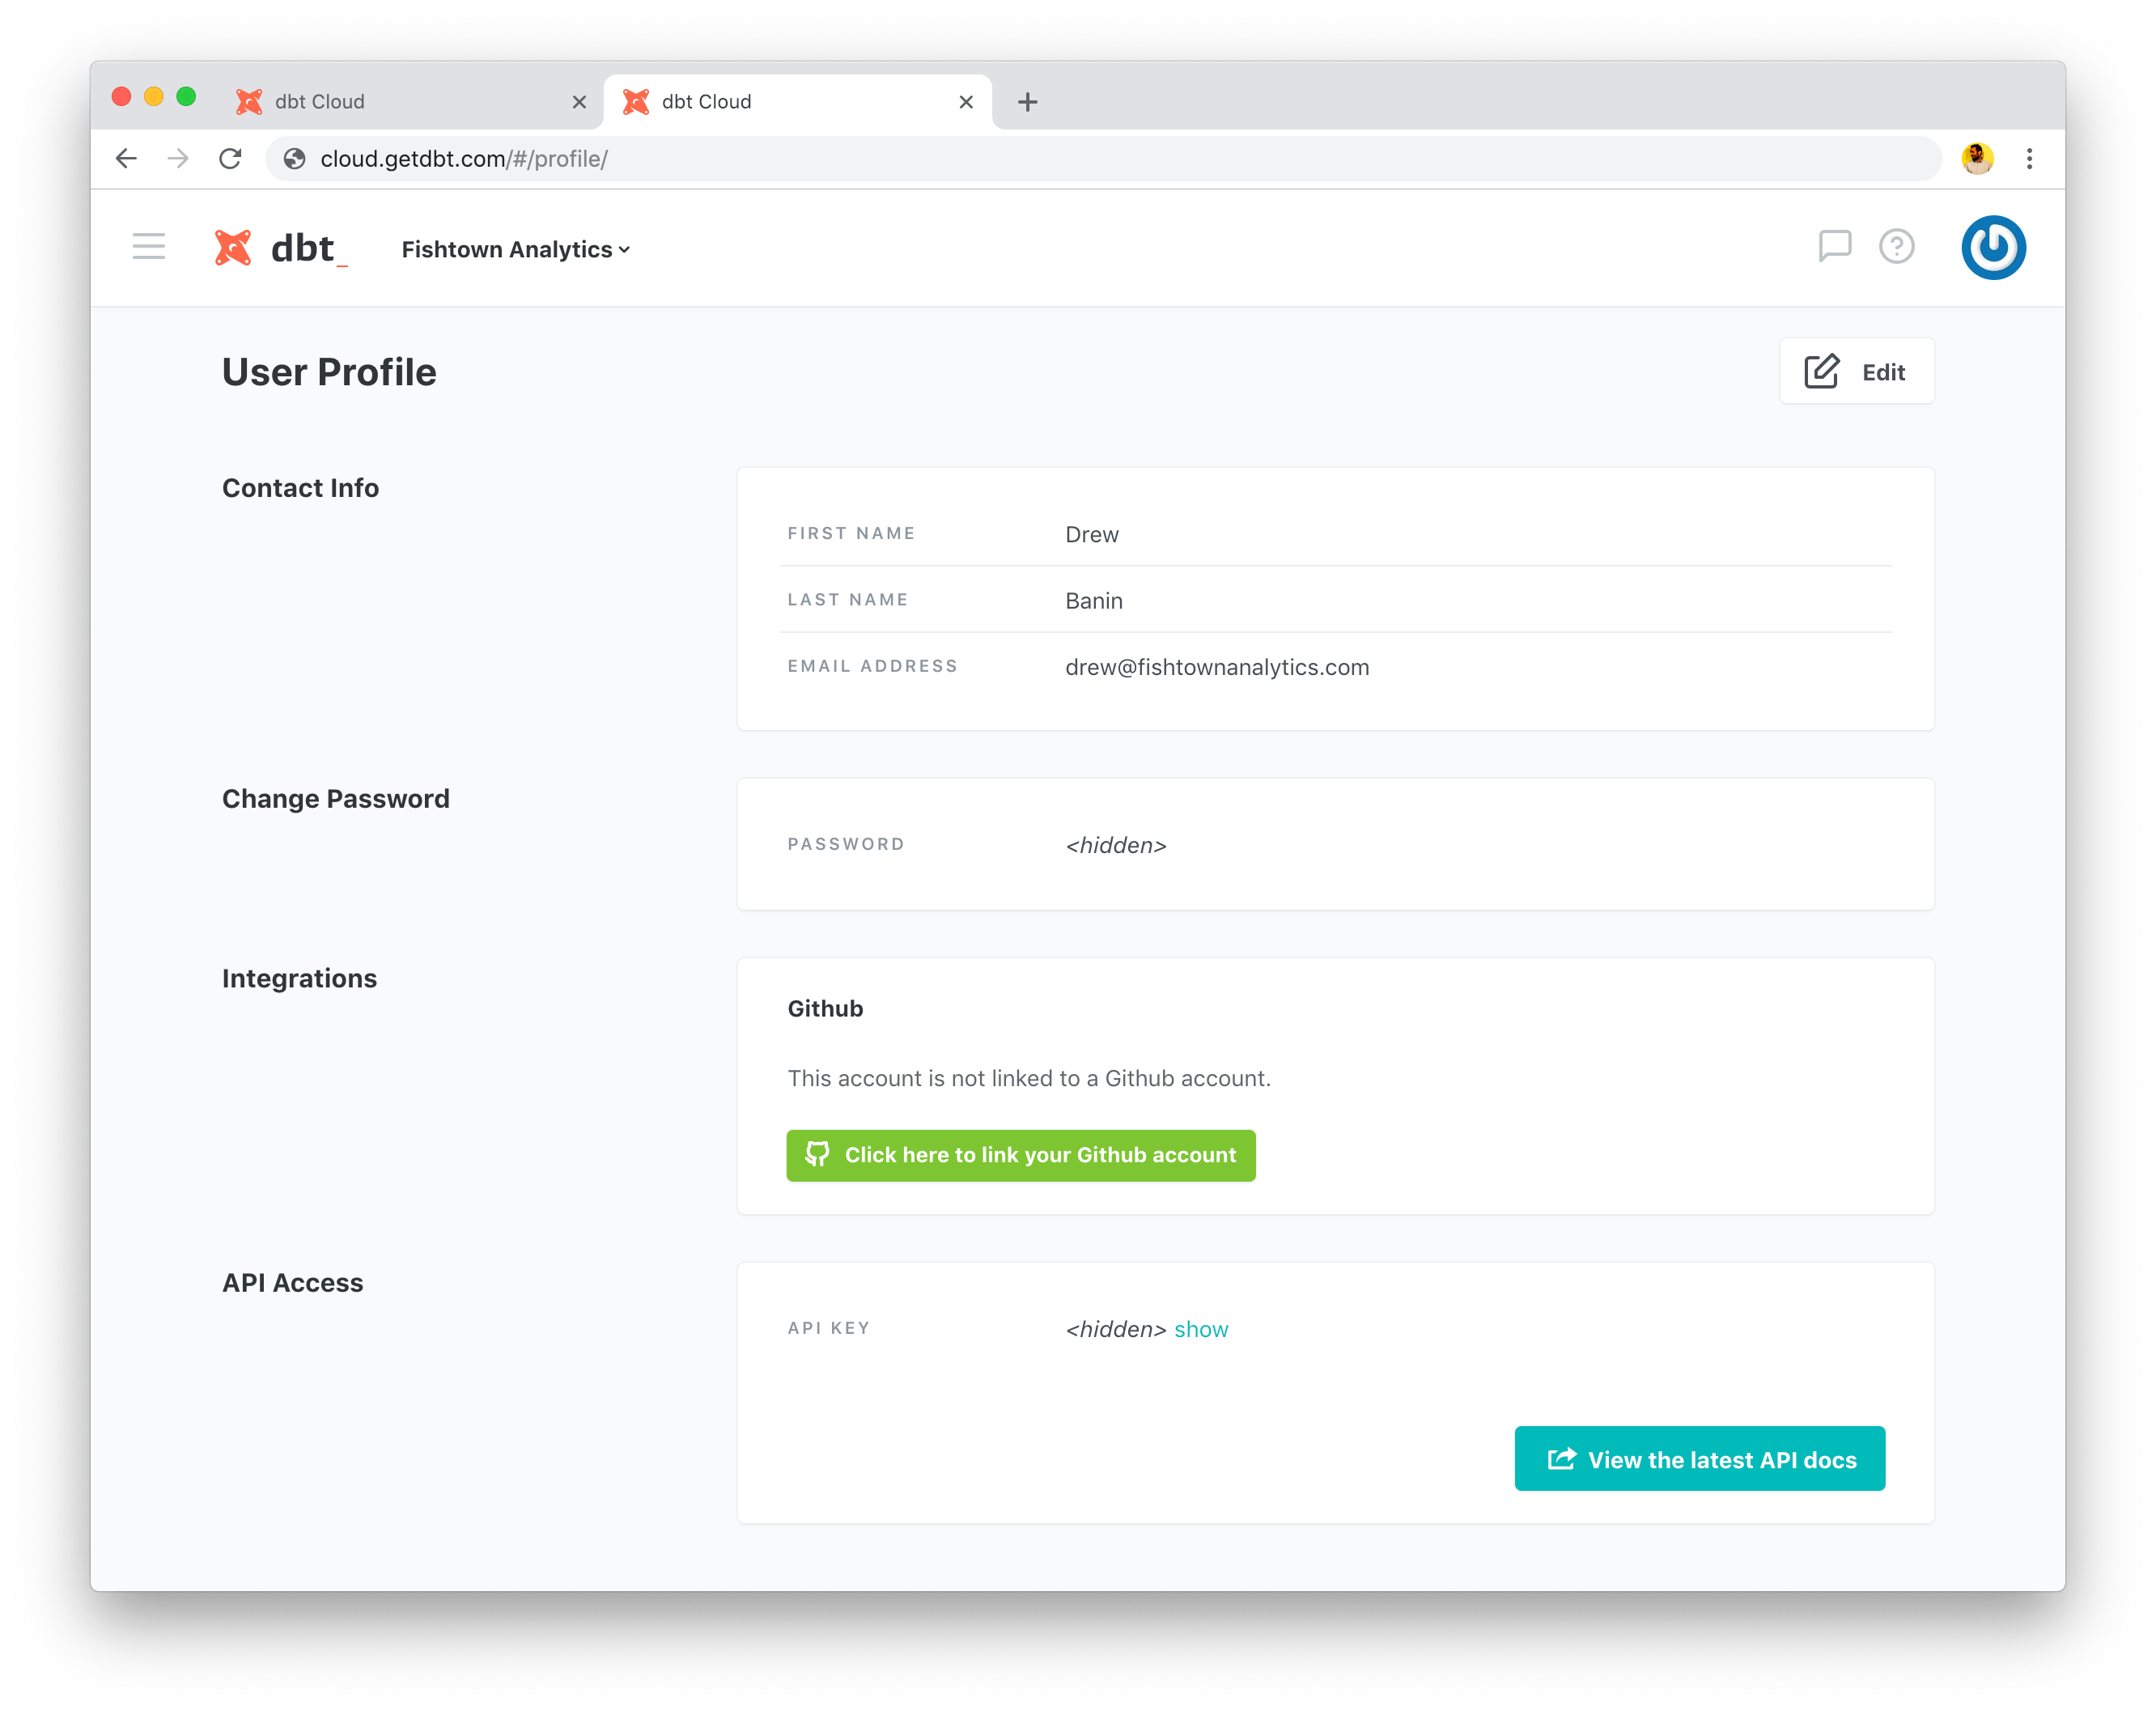 dbt Cloud
dbt Cloud
cloud.getdbt.com/#/profile/
dbt_
Fishtown Analytics
User Profile
Edit
Contact Info
FIRST NAME Drew
LAST NAME Banin
EMAIL ADDRESS drew@fishtownanalytics.com
Change Password
PASSWORD <hidden>
Integrations
Github
This account is not linked to a Github account.
Click here to link your Github account
API Access
API KEY <hidden> show
View the latest API docs